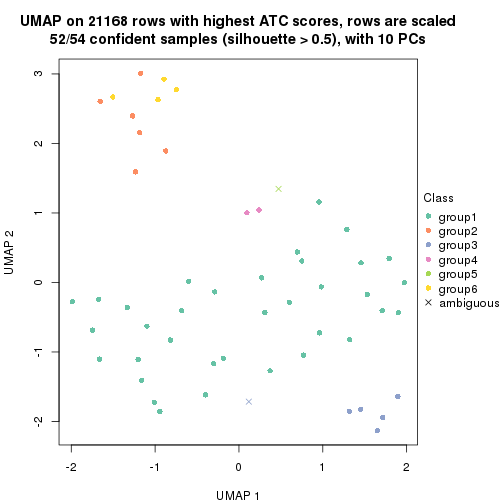 UMAP on 21168 rows with highest ATC scores, rows are scaled
52/54 confident samples (silhouette > 0.5), with 10 PCs
UMAP 2
3
2
1
0
-1
-2
-2
-1
0
1
2
UMAP 1
Class
group1
group2
group3
group4
group5
group6
ambiguous